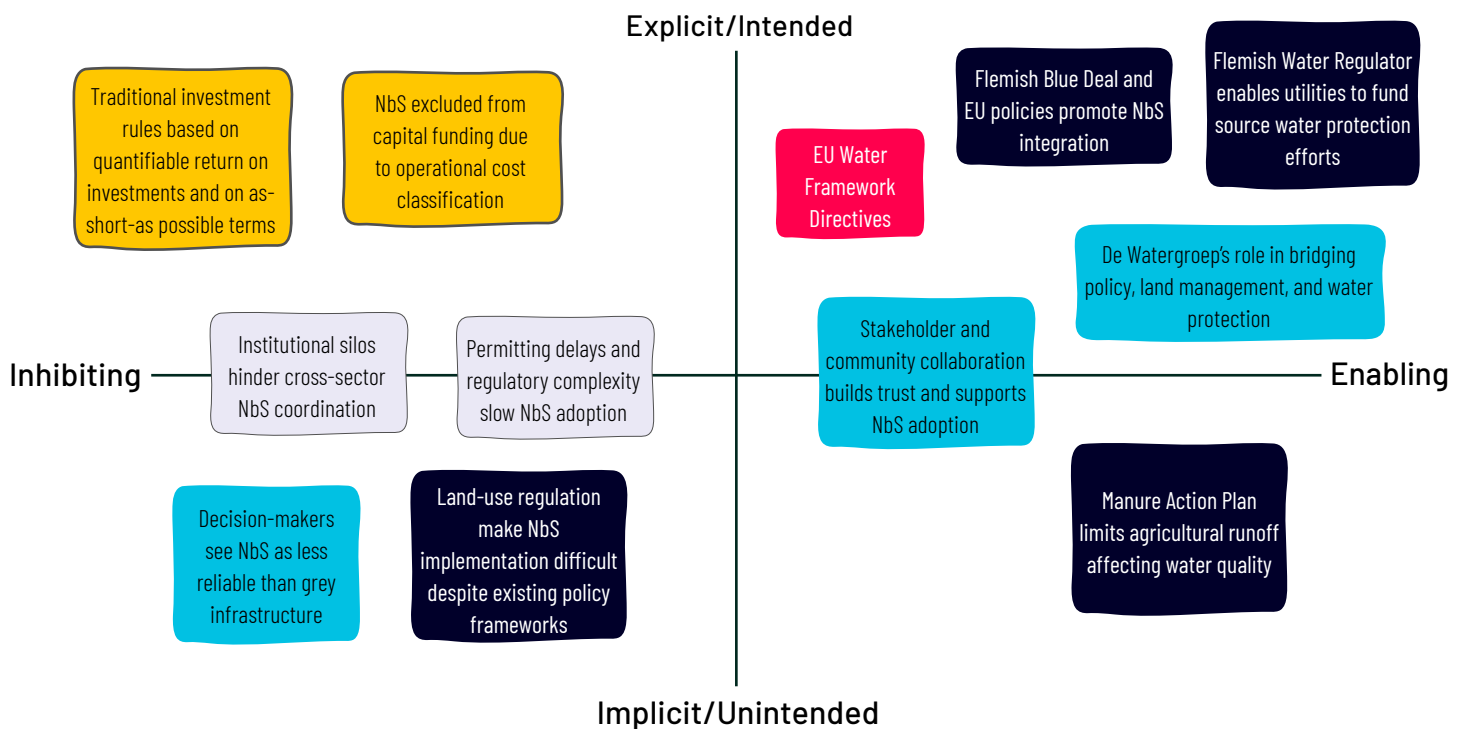 Explicit/Intended
Traditional investment
rules based on
quantifiable return on
investments and on as-
short-as possible terms
NbS excluded from
capital funding due
to operational cost
classification
EU Water
Framework
Directives
Flemish Blue Deal and
EU policies promote NbS
integration
Flemish Water Regulator
enables utilities to fund
source water protection
efforts
De Watergroep's role in bridging
policy, land management, and water
protection
Inhibiting
Institutional silos
hinder cross-sector
NbS coordination
Permitting delays and
regulatory complexity
slow NbS adoption
Stakeholder and
community collaboration
builds trust and supports
NbS adoption
Enabling
Decision-makers
see NbS as less
reliable than grey
infrastructure
Land-use regulation
make NbS
implementation difficult
despite existing policy
frameworks
Manure Action Plan
limits agricultural runoff
affecting water quality
Implicit/Unintended